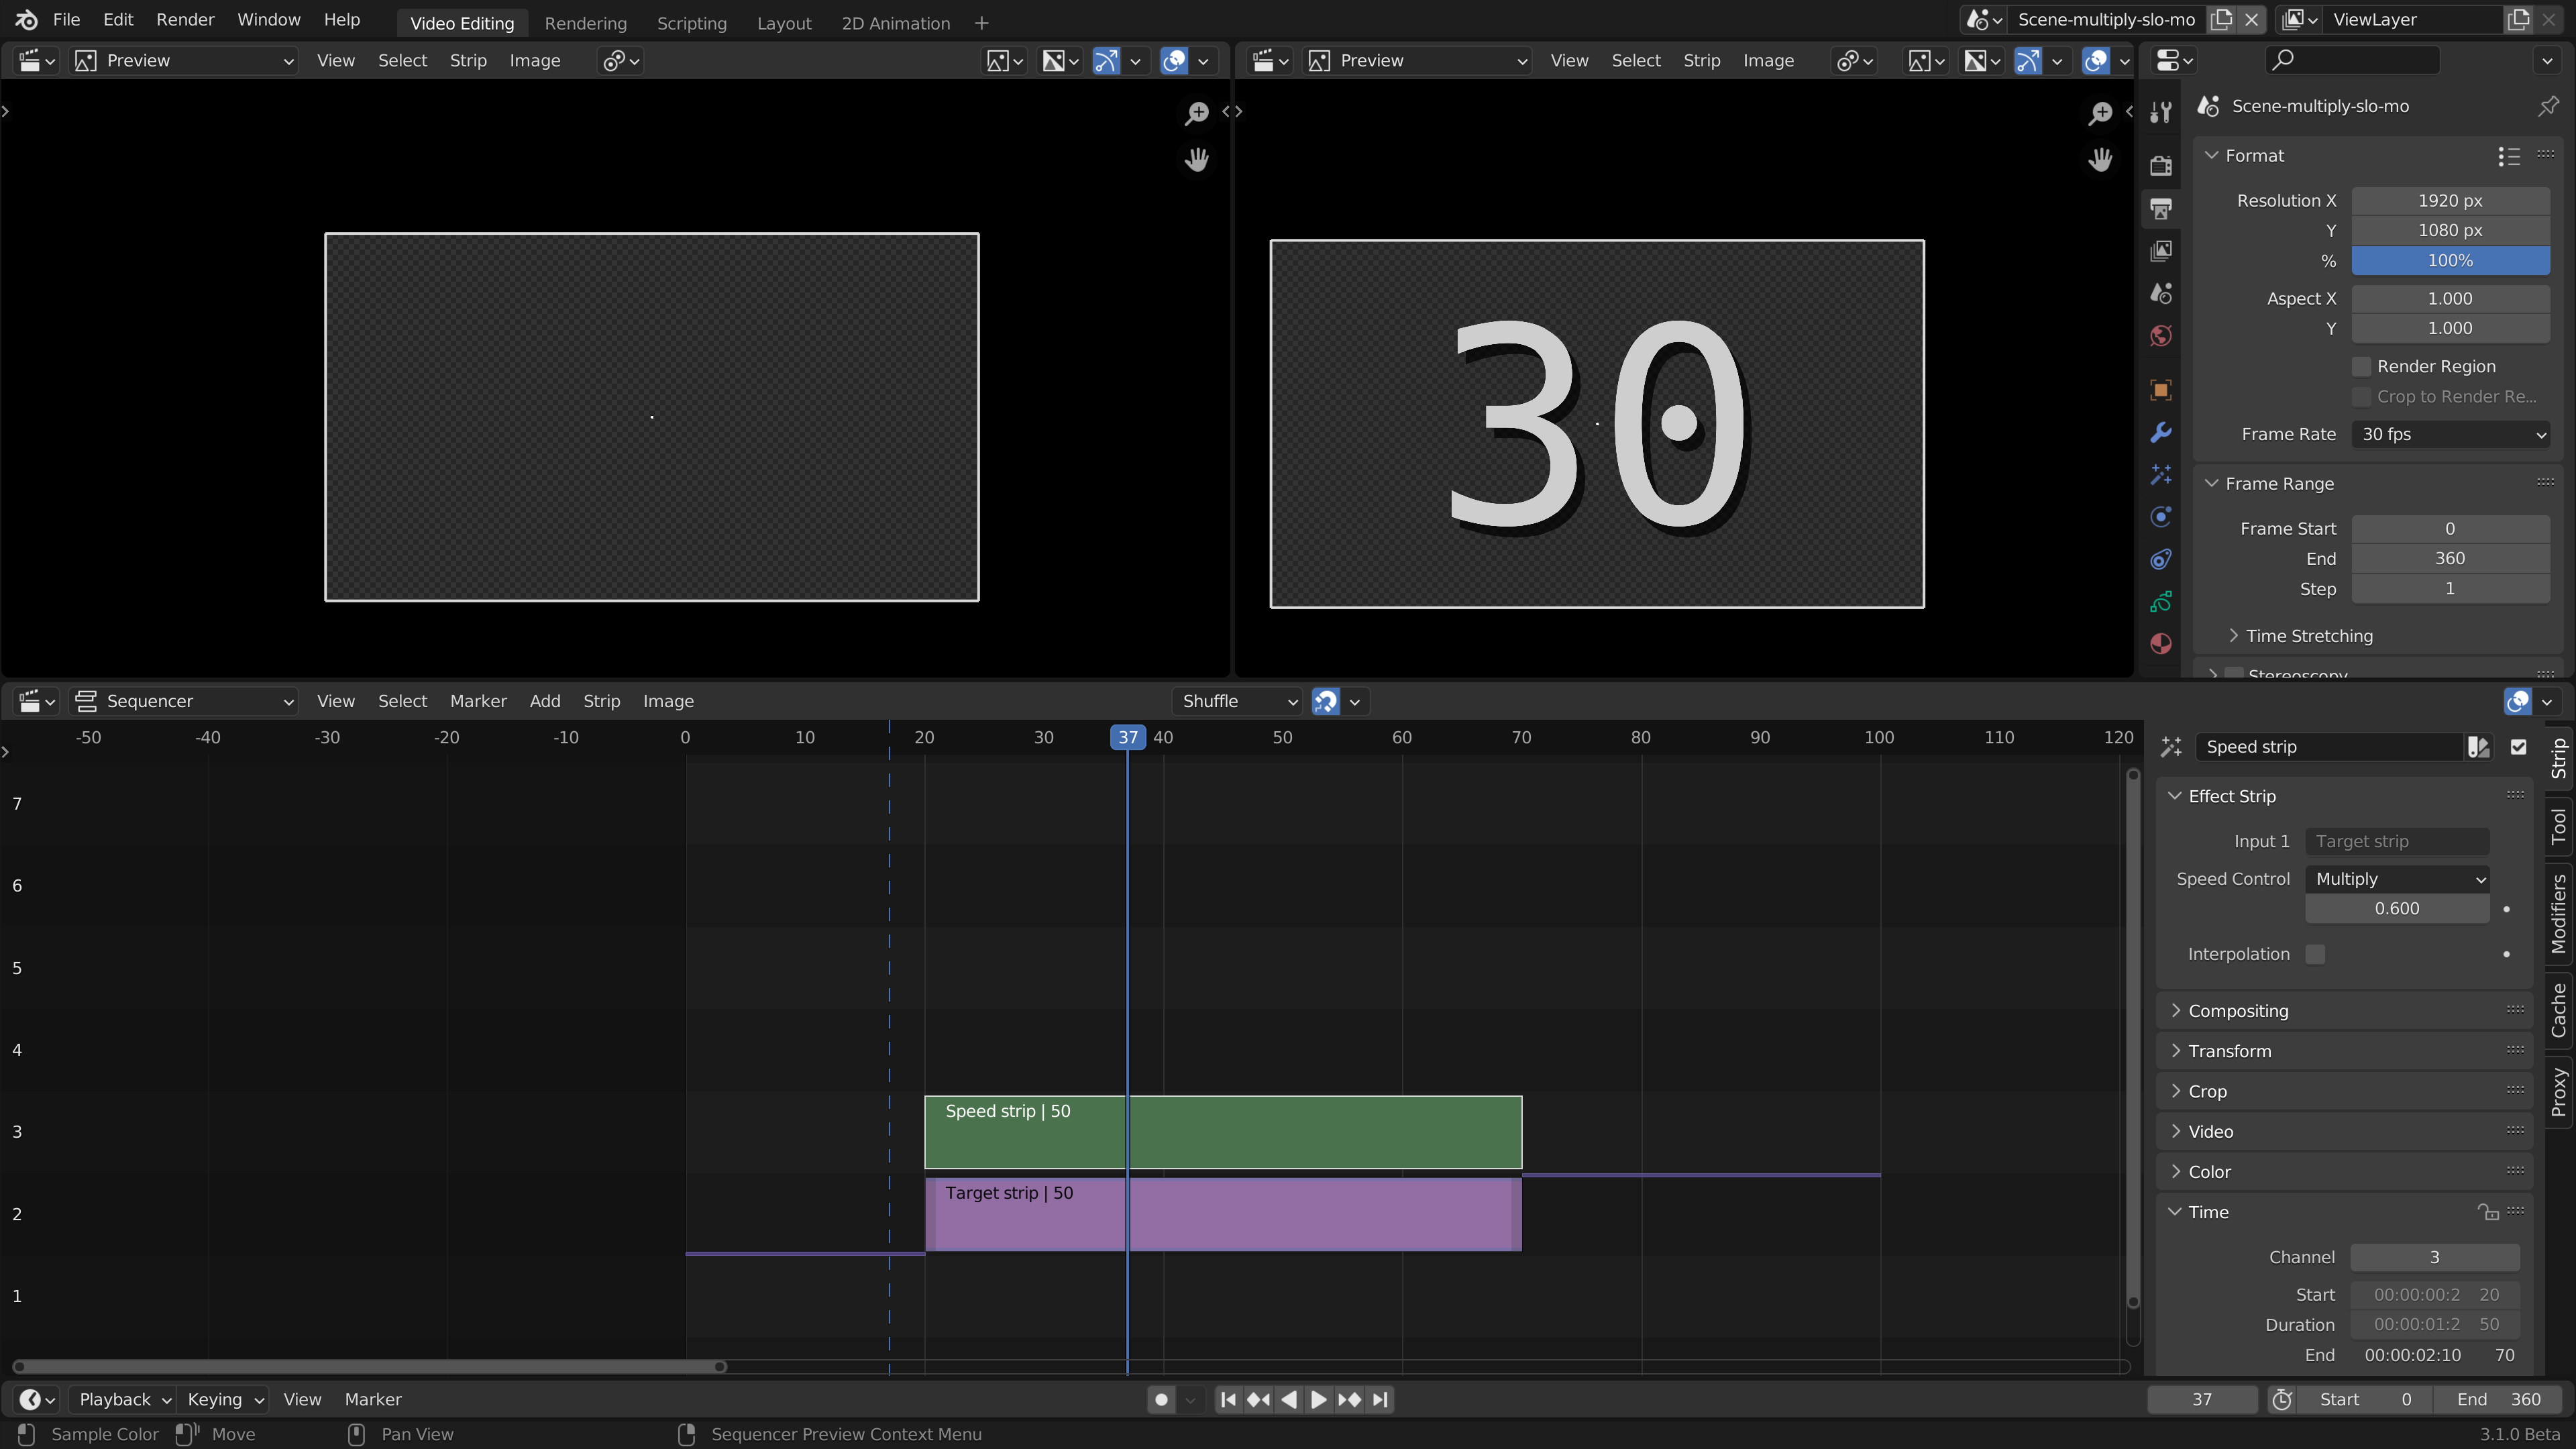 File Edit Render Window Help Video Editing Rendering Scripting Layout 2D Animation + Scene-multiply-slo-mo ViewLayer
Preview View Select Strip Image
Preview View Select Strip Image
30
Scene-multiply-slo-mo
Format
Resolution X 1920 px
Y 1080 px
% 100%
Aspect X 1.000
Y 1.000
Render Region
Crop to Render Re...
Frame Rate 30 fps
Frame Range
Frame Start 0
End 360
Step 1
Time Stretching
Stereoscopy
Sequencer View Select Marker Add Strip Image Shuffle
-50 -40 -30 -20 -10 0 10 20 30 37 40 50 60 70 80 90 100 110 120
7
6
5
4
3
2
1
Speed strip | 50
Target strip | 50
Speed strip
Effect Strip
Input 1 Target strip
Speed Control Multiply
0.600
Interpolation
Compositing
Transform
Crop
Video
Color
Time
Channel 3
Start 00:00:00:2 20
Duration 00:00:01:2 50
End 00:00:02:10 70
Strip
Tool
Modifiers
Cache
Proxy
Playback Keying View Marker 37 Start 0 End 360
Sample Color Move Pan View Sequencer Preview Context Menu 3.1.0 Beta